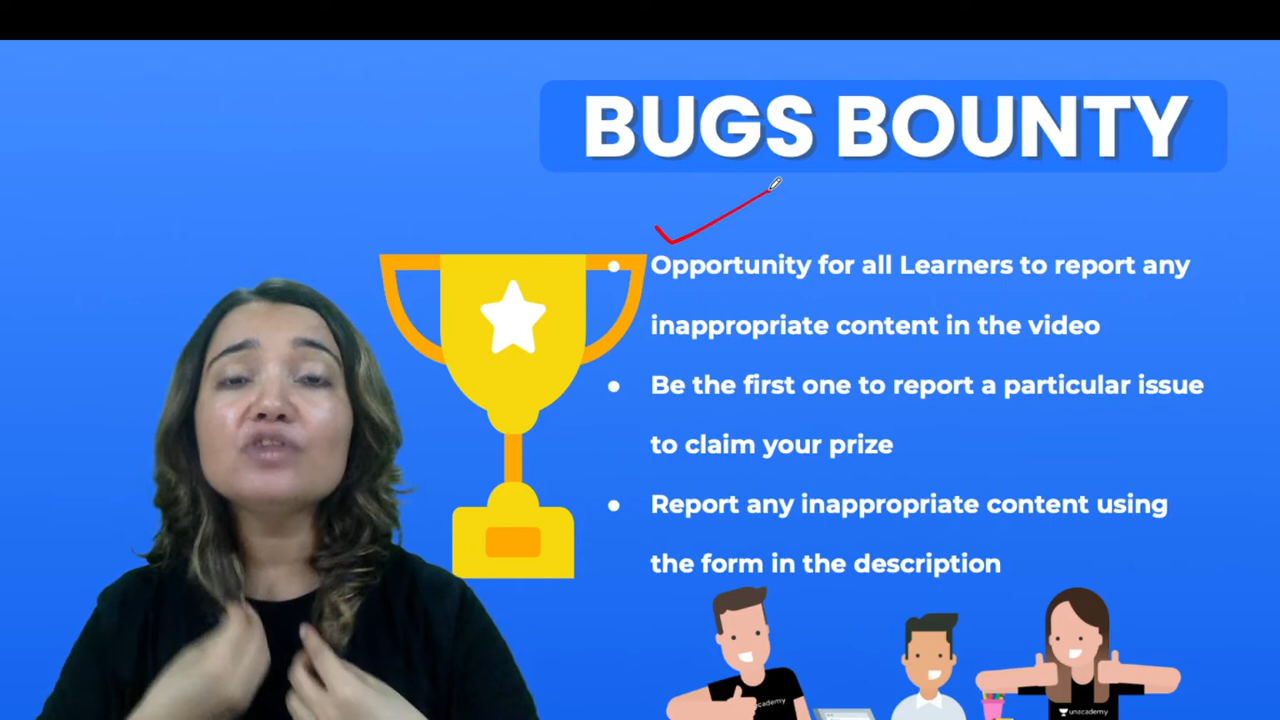 BUGS BOUNTY
• Opportunity for all Learners to report any
inappropriate content in the video
• Be the first one to report a particular issue
to claim your prize
• Report any inappropriate content using
the form in the description
unacademy